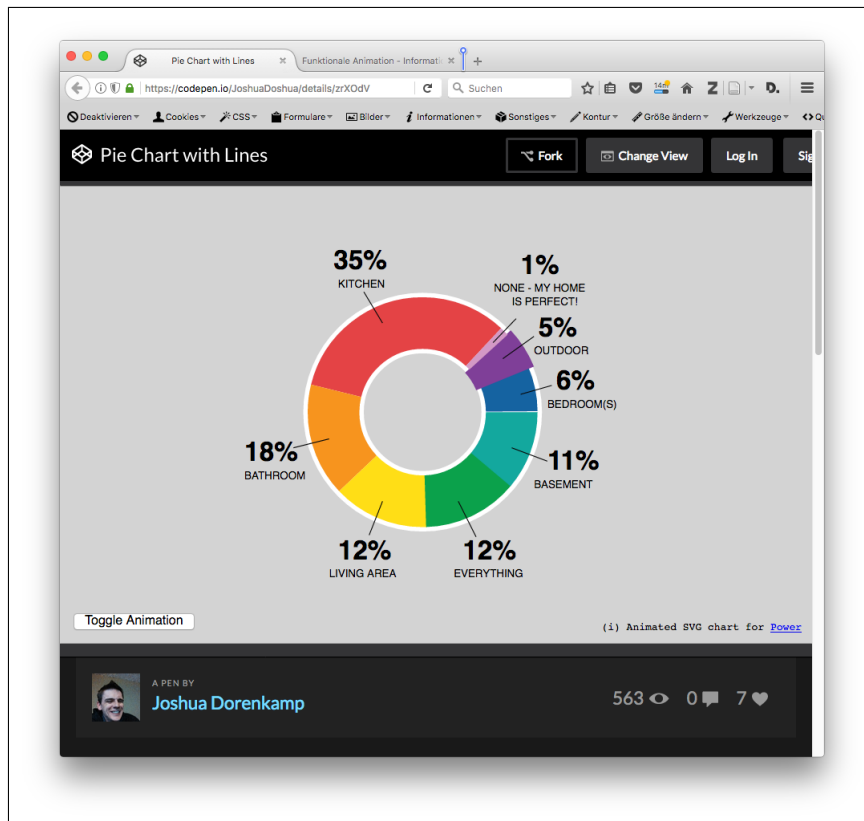 Pie Chart with Lines
Funktionale Animation - Informati
https://codepen.io/JoshuaDoshua/details/zrXOdV
Suchen
14m
Z
D.
Deaktivieren
Cookies
CSS
Formulare
Bilder
Informationen
Sonstiges
Kontur
Größe ändern
Werkzeuge
Qu
Pie Chart with Lines
Fork
Change View
Log In
Sig
35%
KITCHEN
1%
NONE - MY HOME
IS PERFECT!
5%
OUTDOOR
6%
BEDROOM(S)
18%
BATHROOM
11%
BASEMENT
12%
LIVING AREA
12%
EVERYTHING
Toggle Animation
(i) Animated SVG chart for Power
A PEN BY
Joshua Dorenkamp
563 0 7